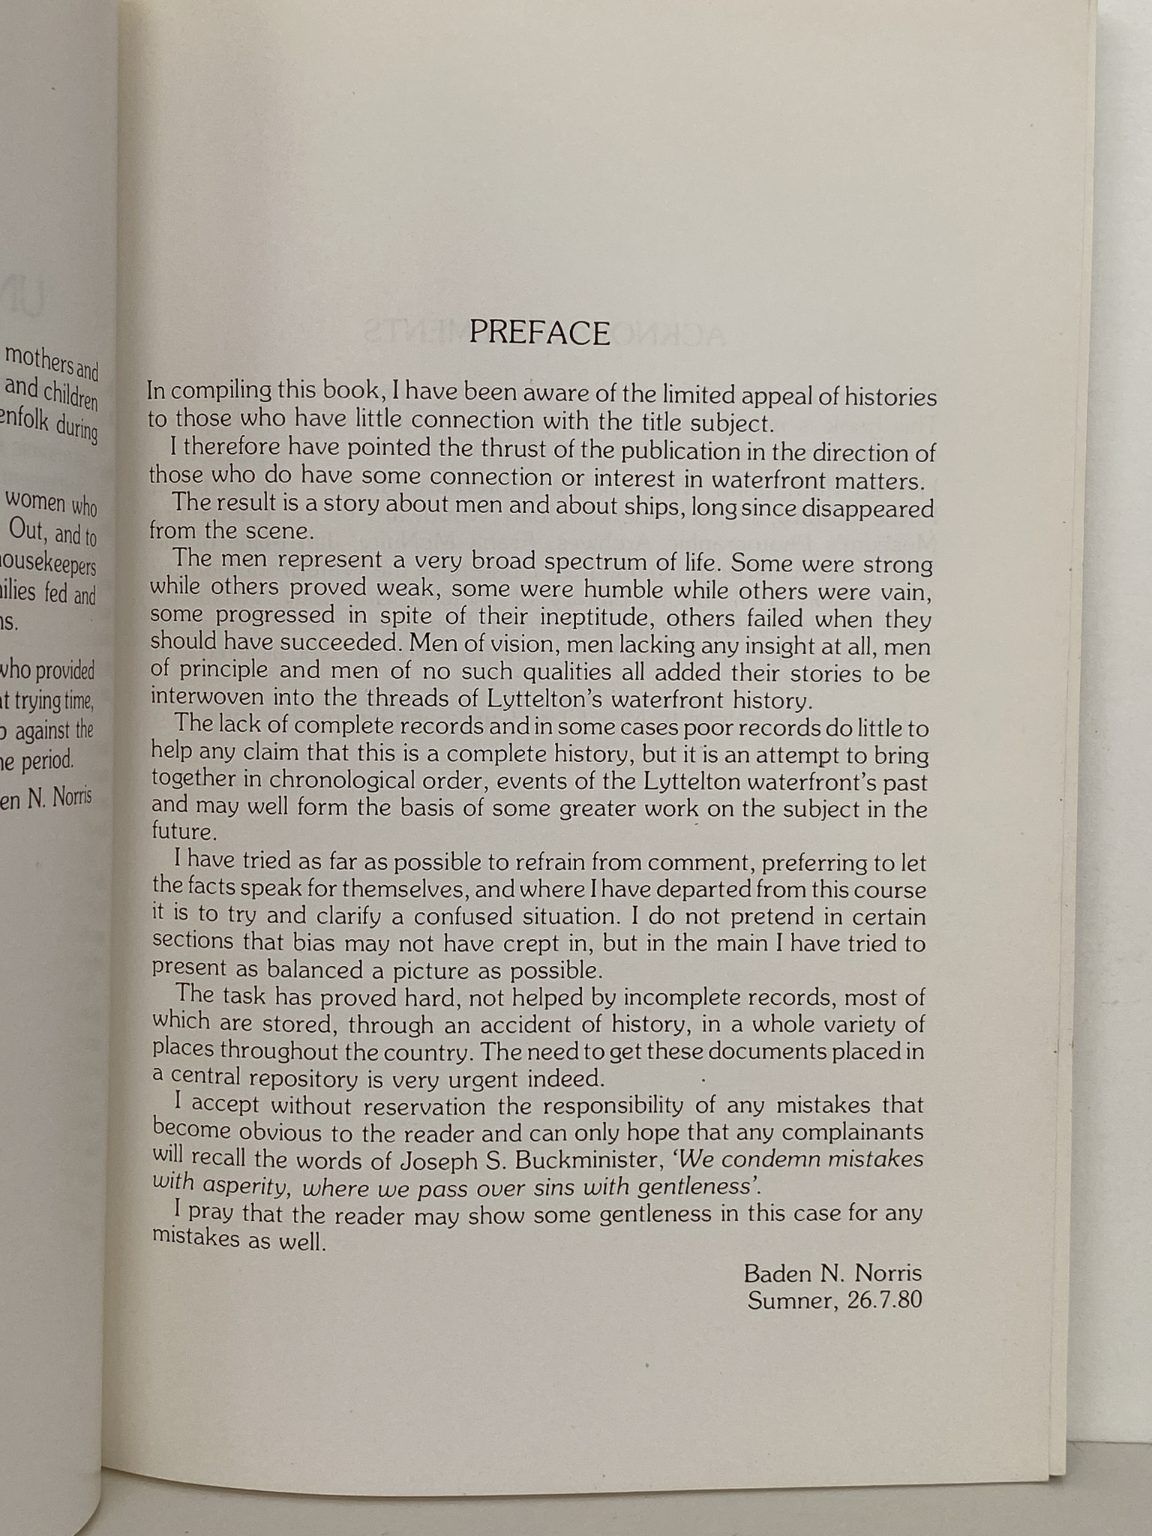 mothers and
and children
during
women who
Out, and to
fed and
provided
trying time,
against the
period.
N. Norris
PREFACE
In compiling this book, I have been aware of the limited appeal of histories
to those who have little connection with the title subject.
I therefore have pointed the thrust of the publication in the direction of
those who do have some connection or interest in waterfront matters.
The result is a story about men and about ships, long since disappeared
from the scene.
The men represent a very broad spectrum of life. Some were strong
while others proved weak, some were humble while others were vain,
some progressed in spite of their ineptitude, others failed when they
should have succeeded. Men of vision, men lacking any insight at all, men
of principle and men of no such qualities all added their stories to be
interwoven into the threads of Lyttelton's waterfront history.
The lack of complete records and in some cases poor records do little to
help any claim that this is a complete history, but it is an attempt to bring
together in chronological order, events of the Lyttelton waterfront's past
and may well form the basis of some greater work on the subject in the
future.
I have tried as far as possible to refrain from comment, preferring to let
the facts speak for themselves, and where I have departed from this course
it is to try and clarify a confused situation. I do not pretend in certain
sections that bias may not have crept in, but in the main I have tried to
present as balanced a picture as possible.
The task has proved hard, not helped by incomplete records, most of
which are stored, through an accident of history, in a whole variety of
places throughout the country. The need to get these documents placed in
a central repository is very urgent indeed.
I accept without reservation the responsibility of any mistakes that
become obvious to the reader and can only hope that any complainants
will recall the words of Joseph S. Buckminister, 'We condemn mistakes
with asperity, where we pass over sins with gentleness'.
I pray that the reader may show some gentleness in this case for any
mistakes as well.
Baden N. Norris
Sumner, 26.7.80